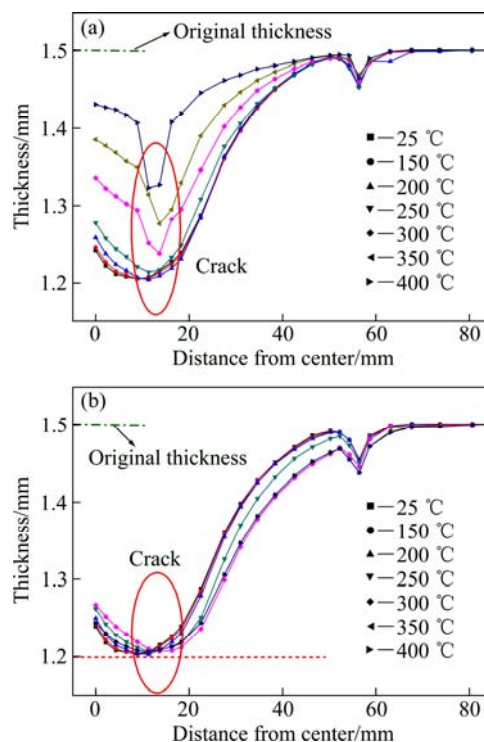 (a)
Original thickness
1.5
1.4
1.3
1.2
Thickness/mm
25 ℃
150 ℃
200 ℃
250 ℃
300 ℃
350 ℃
400 ℃
Crack
0 20 40 60 80
Distance from center/mm
(b)
1.5
1.4
1.3
1.2
Thickness/mm
Original thickness
Crack
25 ℃
150 ℃
200 ℃
250 ℃
300 ℃
350 ℃
400 ℃
0 20 40 60 80
Distance from center/mm